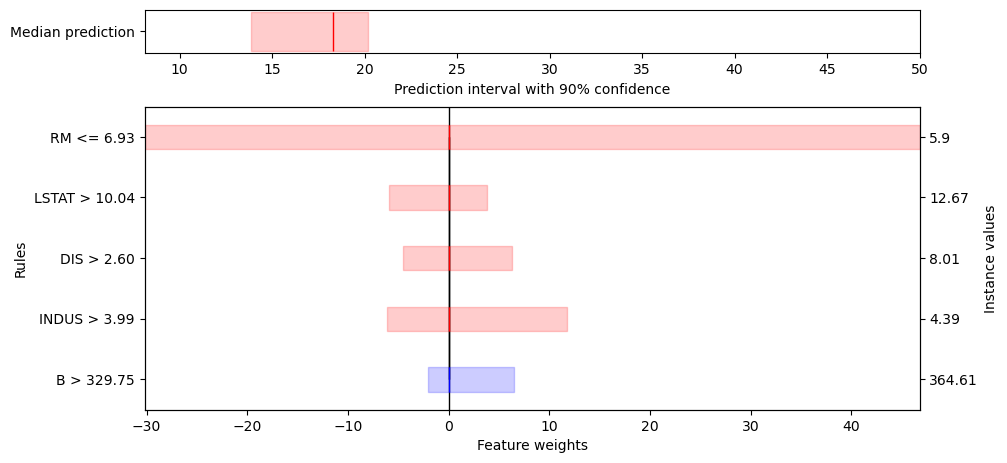 Median prediction
10 15 20 25 30 35 40 45 50
Prediction interval with 90% confidence
Rules
RM <= 6.93 5.9
LSTAT > 10.04 12.67
DIS > 2.60 8.01
INDUS > 3.99 4.39
B > 329.75 364.61
Instance values
−30 −20 −10 0 10 20 30 40
Feature weights